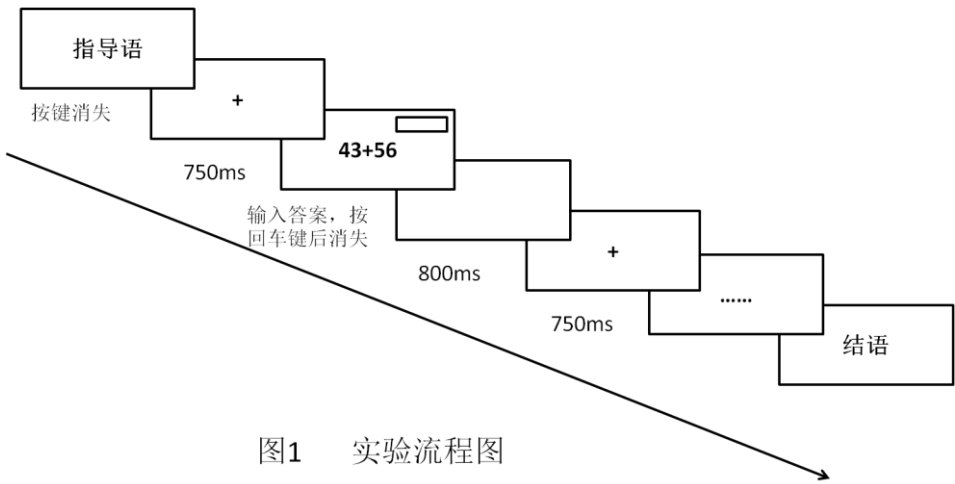 指导语
按键消失
+
750ms
43+56
输入答案，按
回车键后消失
800ms
+
750ms
......
结语
图1 实验流程图